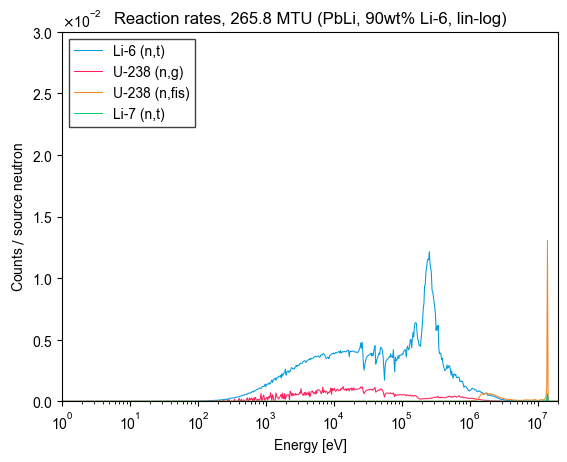 Reaction rates, 265.8 MTU (PbLi, 90wt% Li-6, lin-log)
×10⁻²
Li-6 (n,t)
U-238 (n,g)
U-238 (n,fis)
Li-7 (n,t)
3.0
2.5
2.0
1.5
1.0
0.5
0.0
Counts / source neutron
10⁰ 10¹ 10² 10³ 10⁴ 10⁵ 10⁶ 10⁷
Energy [eV]